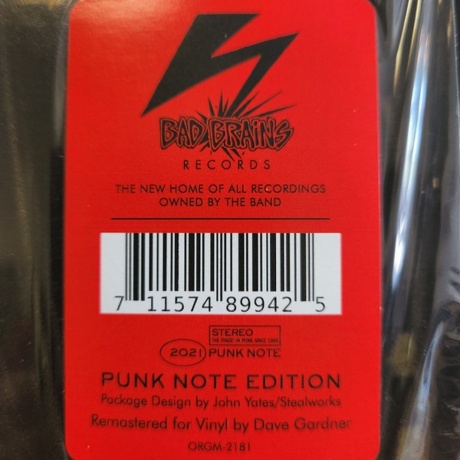 BAD BRAINS
RECORDS
THE NEW HOME OF ALL RECORDINGS
OWNED BY THE BAND
7 11574 89942 5
STEREO
2021 PUNK NOTE
PUNK NOTE EDITION
Package Design by John Yates/Stealworks
Remastered for Vinyl by Dave Gardner
ORGM-2181